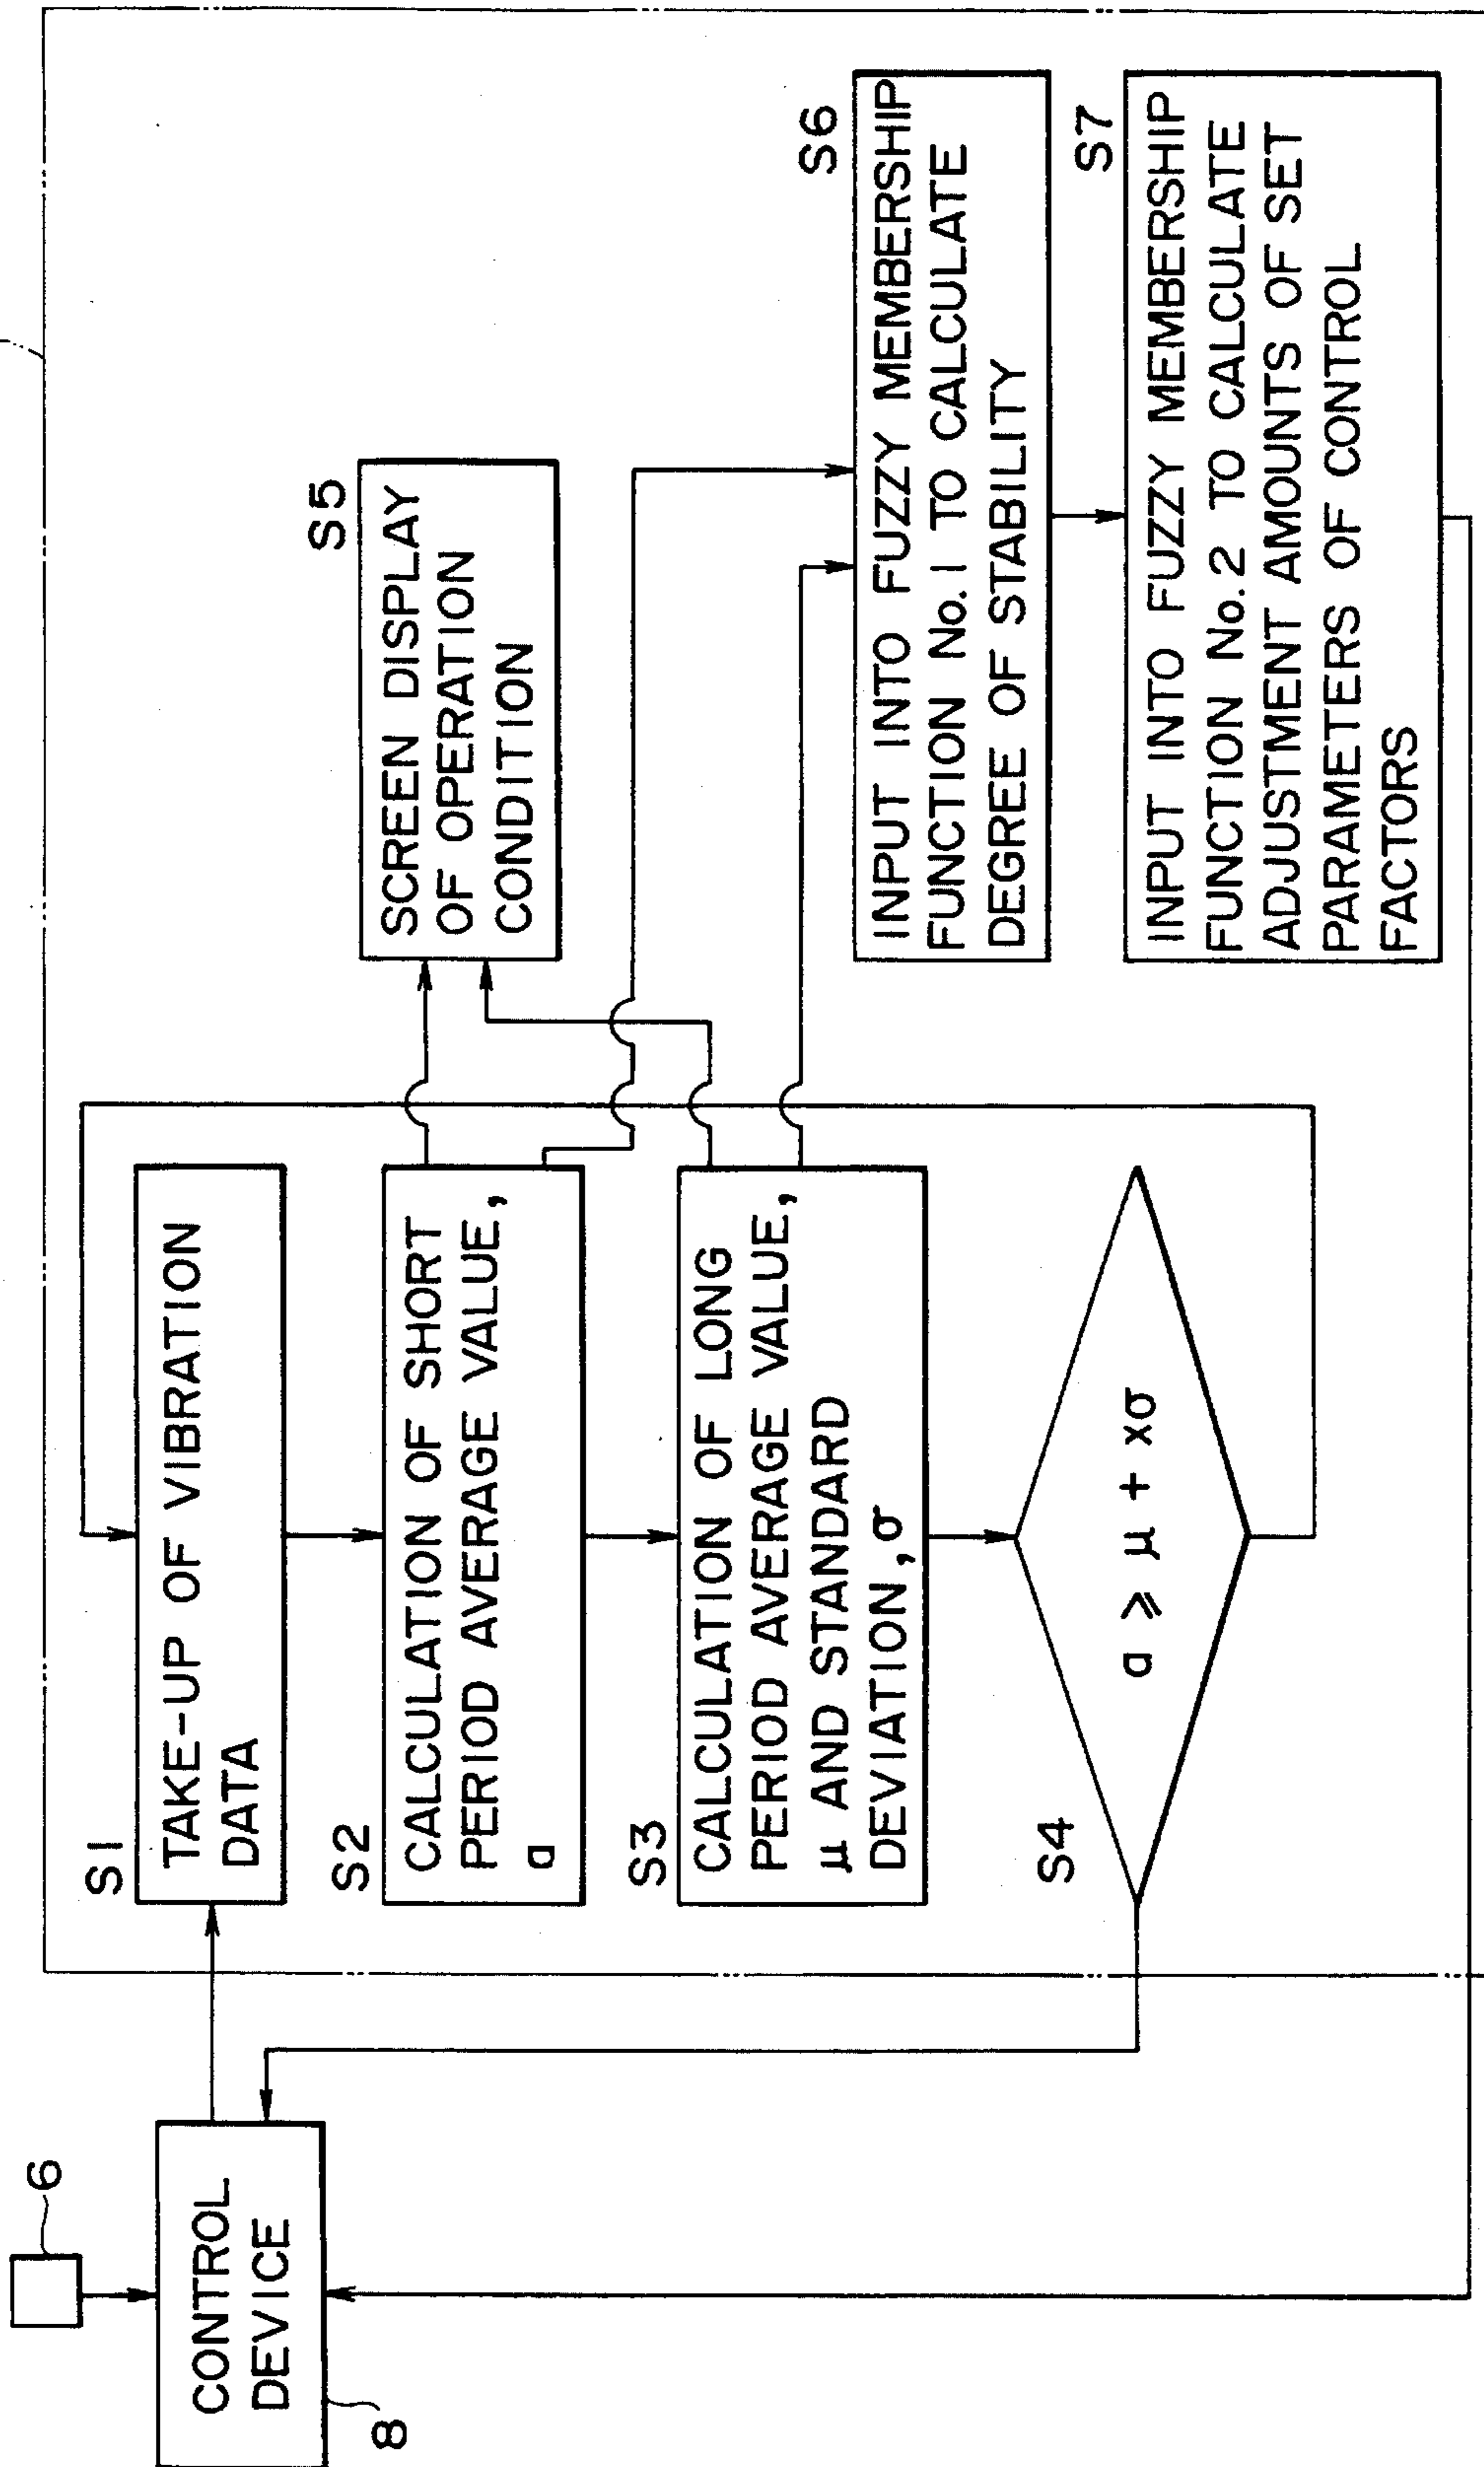 6
CONTROL
DEVICE
8
S1
TAKE-UP OF VIBRATION
DATA
S2
CALCULATION OF SHORT
PERIOD AVERAGE VALUE,
a
S3
CALCULATION OF LONG
PERIOD AVERAGE VALUE,
μ AND STANDARD
DEVIATION,σ
S4
a ⩾ μ + xσ
S5
SCREEN DISPLAY
OF OPERATION
CONDITION
S6
INPUT INTO FUZZY MEMBERSHIP
FUNCTION No.1 TO CALCULATE
DEGREE OF STABILITY
S7
INPUT INTO FUZZY MEMBERSHIP
FUNCTION No.2 TO CALCULATE
ADJUSTMENT AMOUNTS OF SET
PARAMETERS OF CONTROL
FACTORS